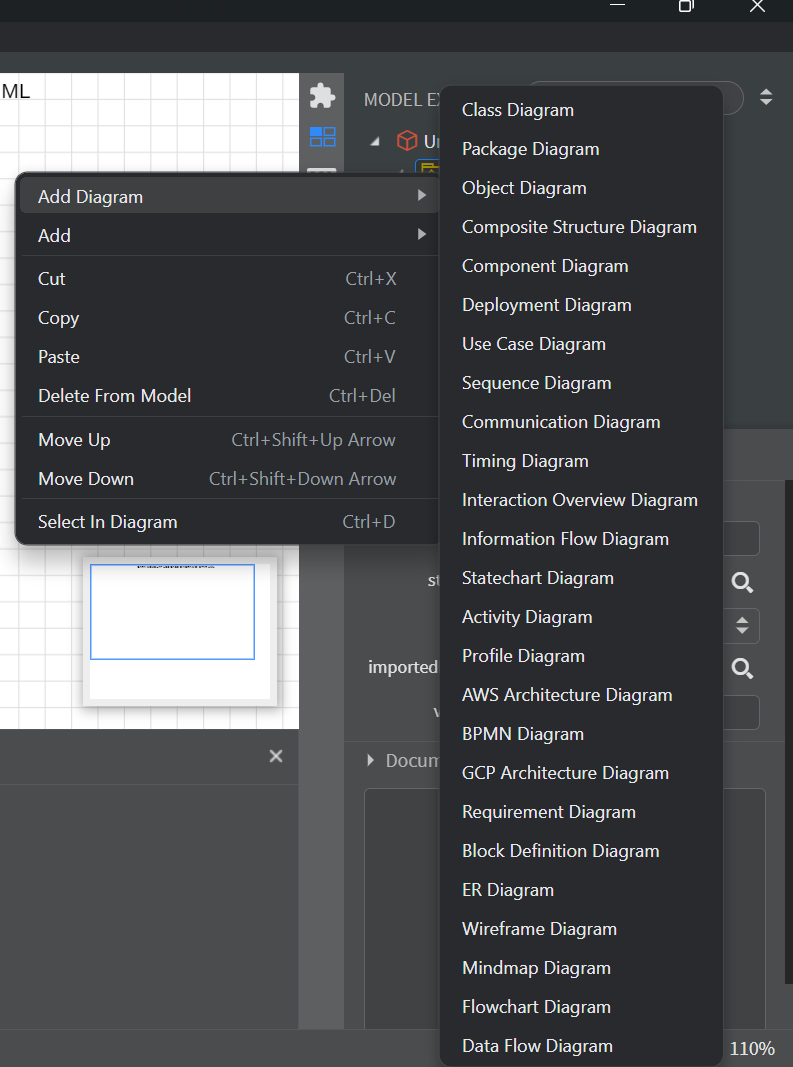 ML
MODEL EX
Un
Add Diagram
Add
Cut Ctrl+X
Copy Ctrl+C
Paste Ctrl+V
Delete From Model Ctrl+Del
Move Up Ctrl+Shift+Up Arrow
Move Down Ctrl+Shift+Down Arrow
Select In Diagram Ctrl+D
Class Diagram
Package Diagram
Object Diagram
Composite Structure Diagram
Component Diagram
Deployment Diagram
Use Case Diagram
Sequence Diagram
Communication Diagram
Timing Diagram
Interaction Overview Diagram
Information Flow Diagram
Statechart Diagram
Activity Diagram
Profile Diagram
AWS Architecture Diagram
BPMN Diagram
GCP Architecture Diagram
Requirement Diagram
Block Definition Diagram
ER Diagram
Wireframe Diagram
Mindmap Diagram
Flowchart Diagram
Data Flow Diagram
st
imported
Docum
110%